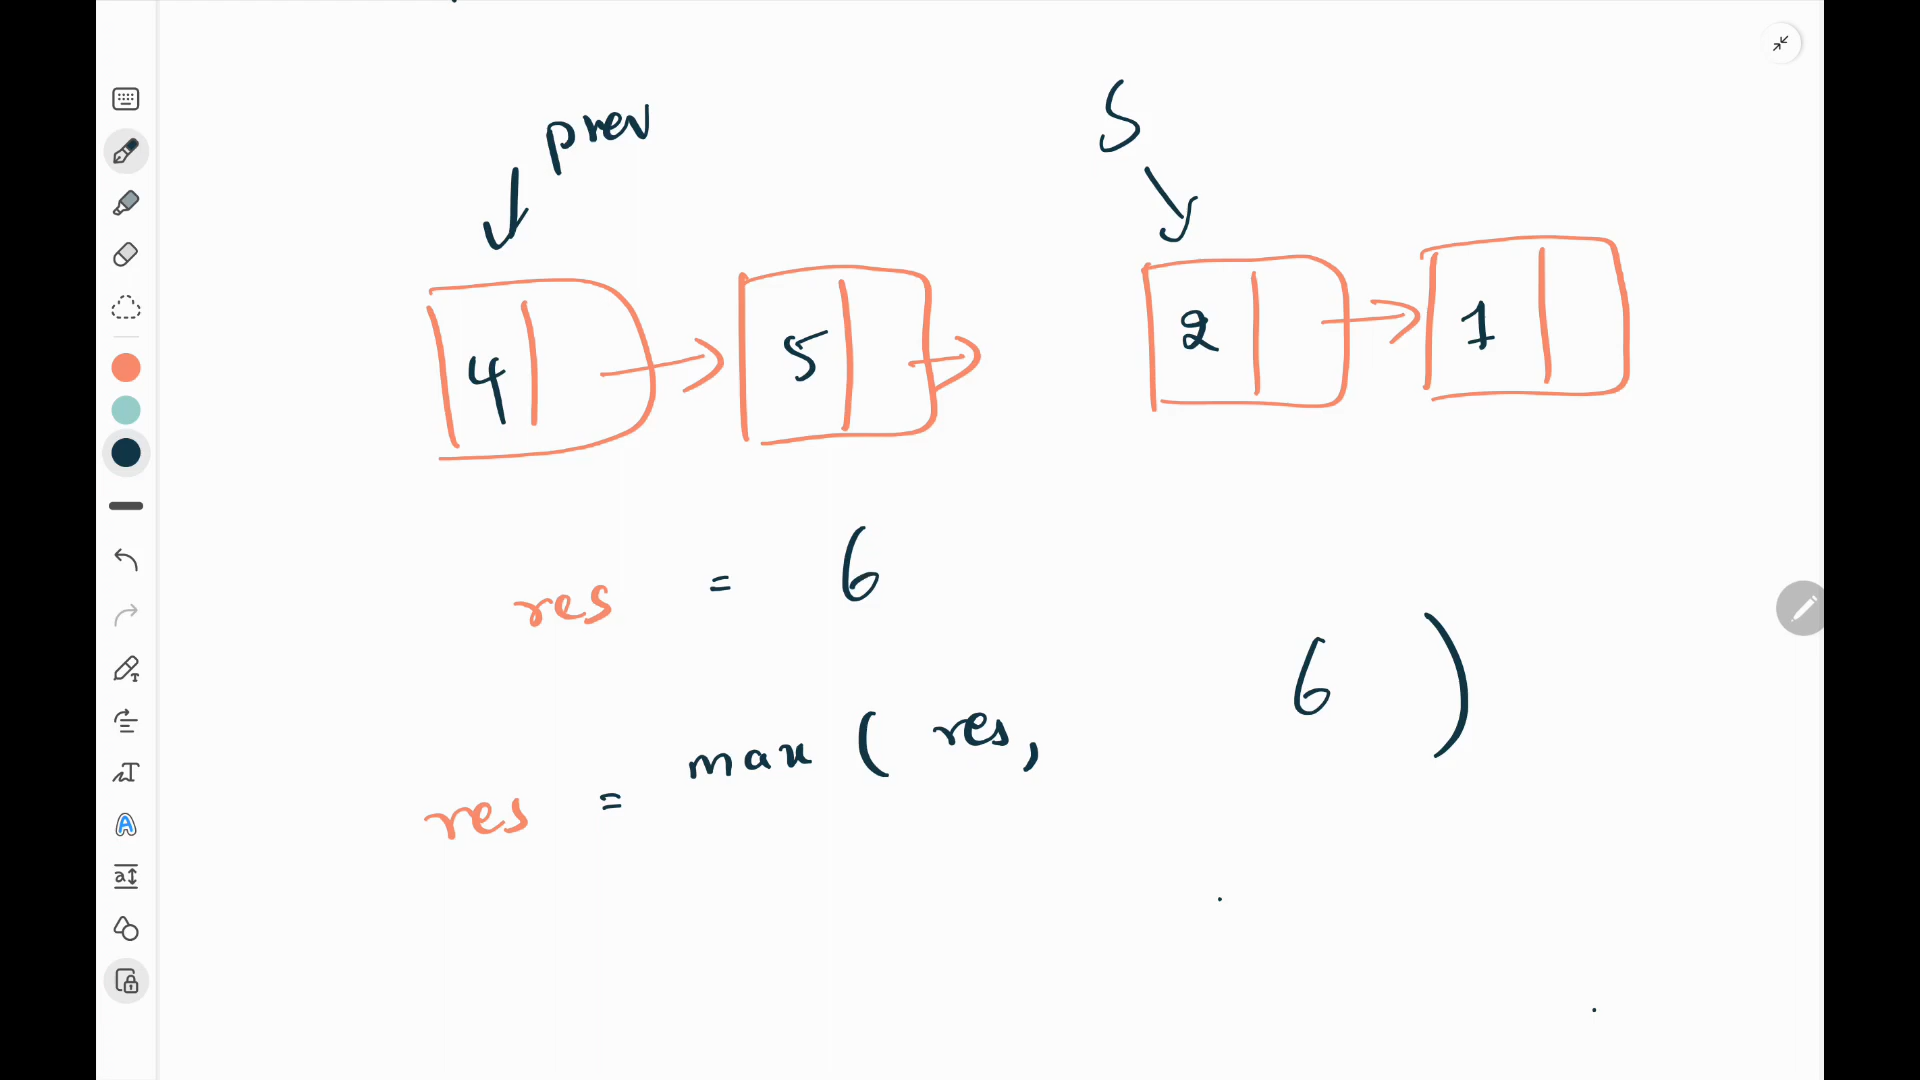 prev
S
4 5 2 1
res = 6
res = max ( res, 6 )